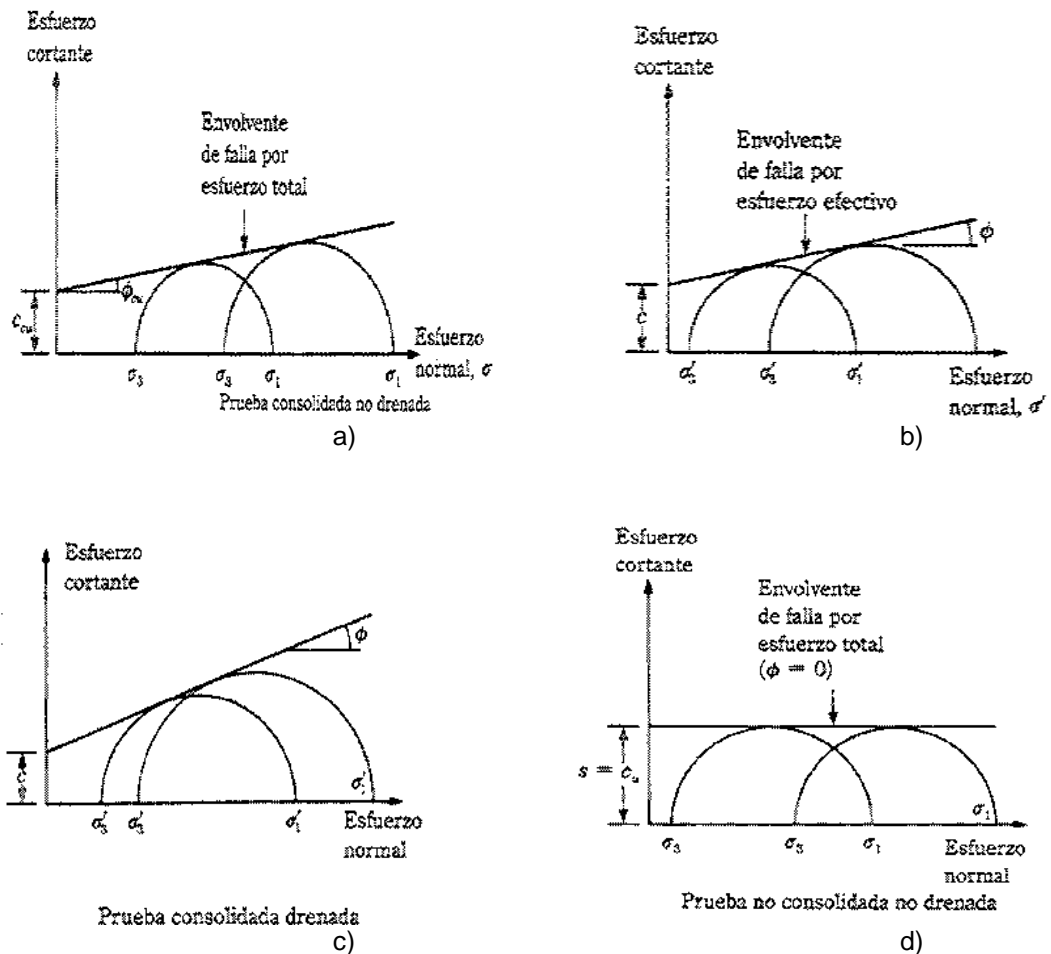 Esfuerzo
cortante
Envolvente
de falla por
esfuerzo total
ϕcu
ccu
σ3
σ3
σ1
σ1
Esfuerzo
normal, σ
Prueba consolidada no drenada
a)
Esfuerzo
cortante
Envolvente
de falla por
esfuerzo efectivo
ϕ
c
σ'3
σ'3
σ'1
Esfuerzo
normal, σ'
b)
Esfuerzo
cortante
ϕ
c
σ'3
σ'3
σ'1
σ'1
Esfuerzo
normal
Prueba consolidada drenada
c)
Esfuerzo
cortante
Envolvente
de falla por
esfuerzo total
(ϕ = 0)
s = cu
σ3
σ3
σ1
σ1
Esfuerzo
normal
Prueba no consolidada no drenada
d)